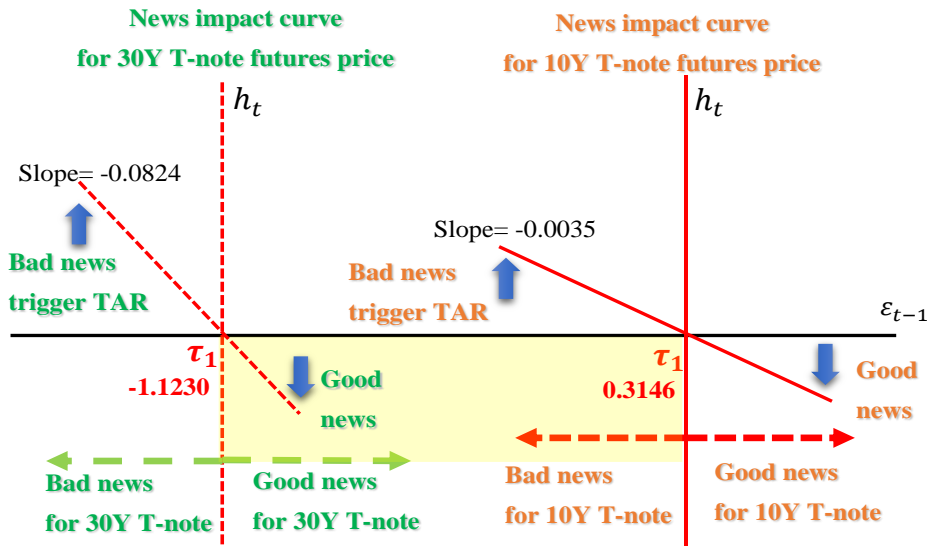 News impact curve
for 30Y T-note futures price
News impact curve
for 10Y T-note futures price
h_t
h_t
Slope= -0.0824
Slope= -0.0035
Bad news
trigger TAR
Bad news
trigger TAR
ε_{t−1}
τ_1
-1.1230
Good
news
τ_1
0.3146
Good
news
Bad news
for 30Y T-note
Good news
for 30Y T-note
Bad news
for 10Y T-note
Good news
for 10Y T-note